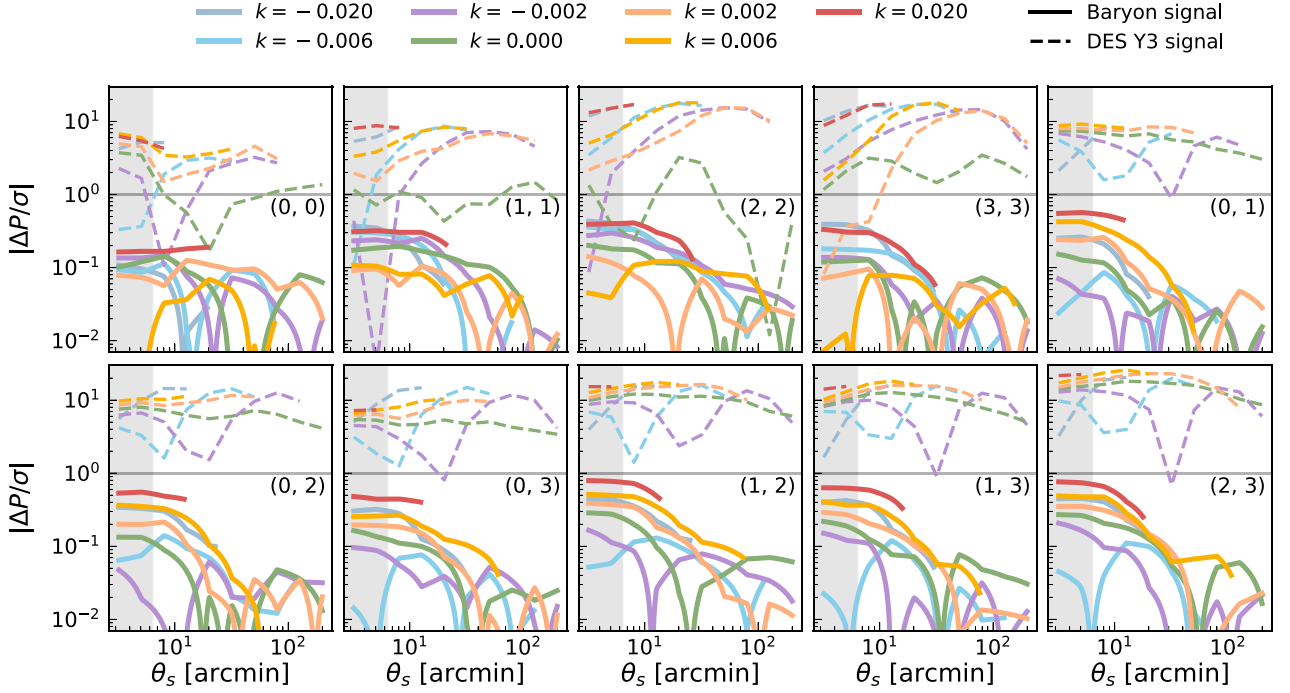 k = −0.020 k = −0.002 k = 0.002 k = 0.020 Baryon signal
k = −0.006 k = 0.000 k = 0.006 DES Y3 signal
|ΔP/σ|
10¹
10⁰
10⁻¹
10⁻²
(0, 0) (1, 1) (2, 2) (3, 3) (0, 1)
|ΔP/σ|
10¹
10⁰
10⁻¹
10⁻²
(0, 2) (0, 3) (1, 2) (1, 3) (2, 3)
10¹ 10² 10¹ 10² 10¹ 10² 10¹ 10² 10¹ 10²
θₛ [arcmin] θₛ [arcmin] θₛ [arcmin] θₛ [arcmin] θₛ [arcmin]